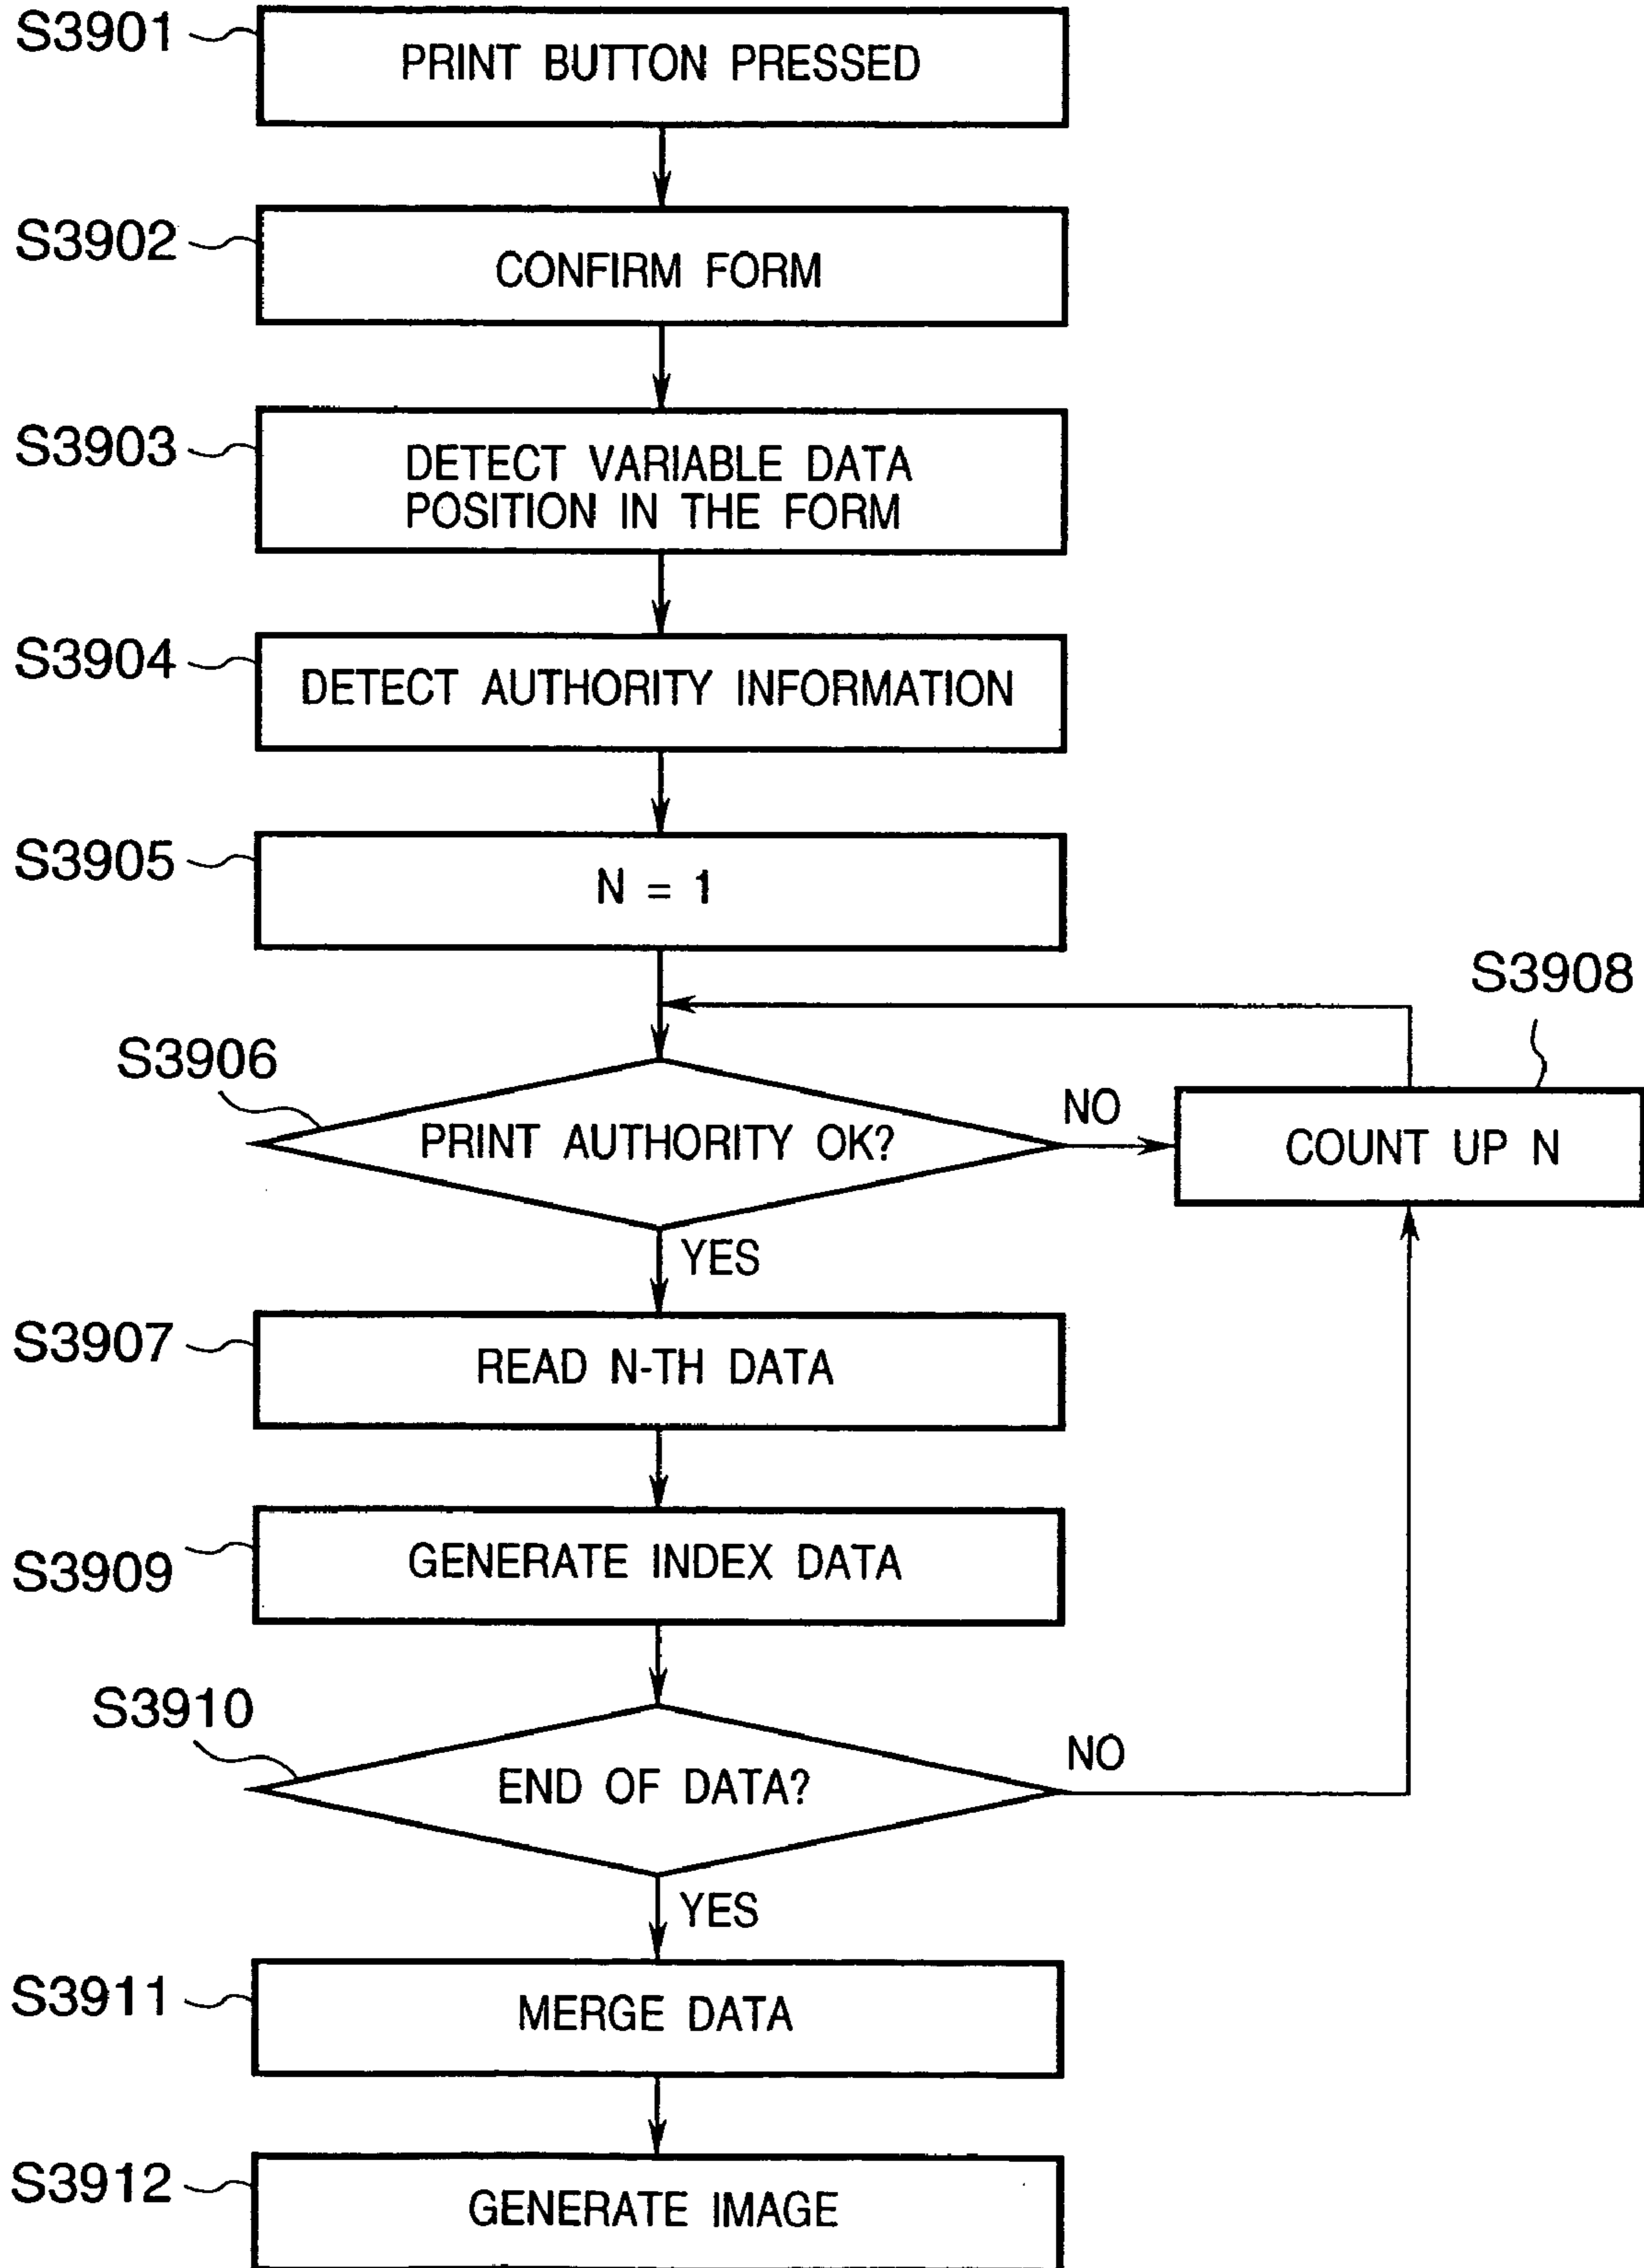 S3901
PRINT BUTTON PRESSED
S3902
CONFIRM FORM
S3903
DETECT VARIABLE DATA
POSITION IN THE FORM
S3904
DETECT AUTHORITY INFORMATION
S3905
N = 1
S3908
S3906
PRINT AUTHORITY OK?
NO
COUNT UP N
YES
S3907
READ N-TH DATA
S3909
GENERATE INDEX DATA
S3910
END OF DATA?
NO
YES
S3911
MERGE DATA
S3912
GENERATE IMAGE